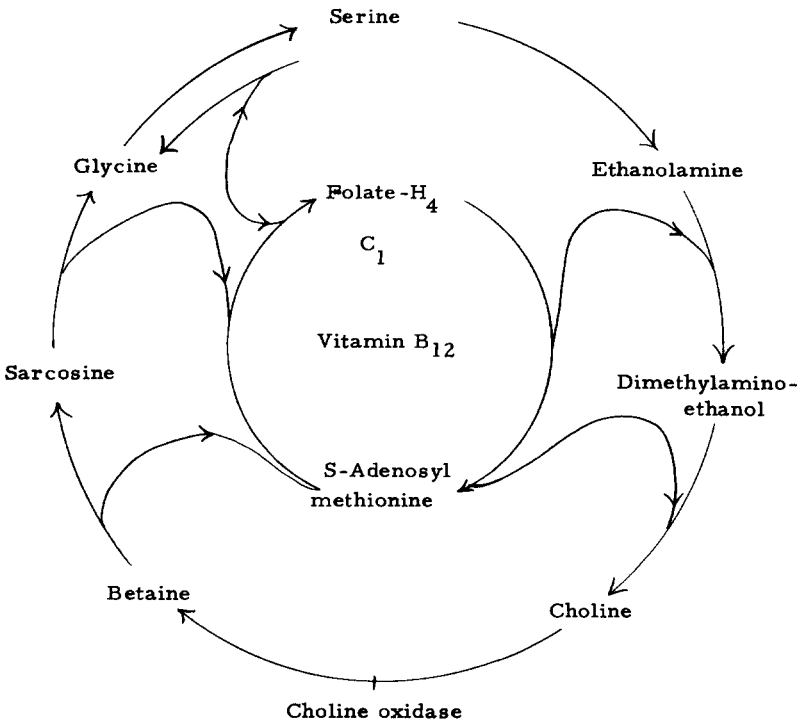 Serine
Glycine
Ethanolamine
Folate-H4
C1
Vitamin B12
Sarcosine
Dimethylamino-
ethanol
S-Adenosyl
methionine
Betaine
Choline
Choline oxidase